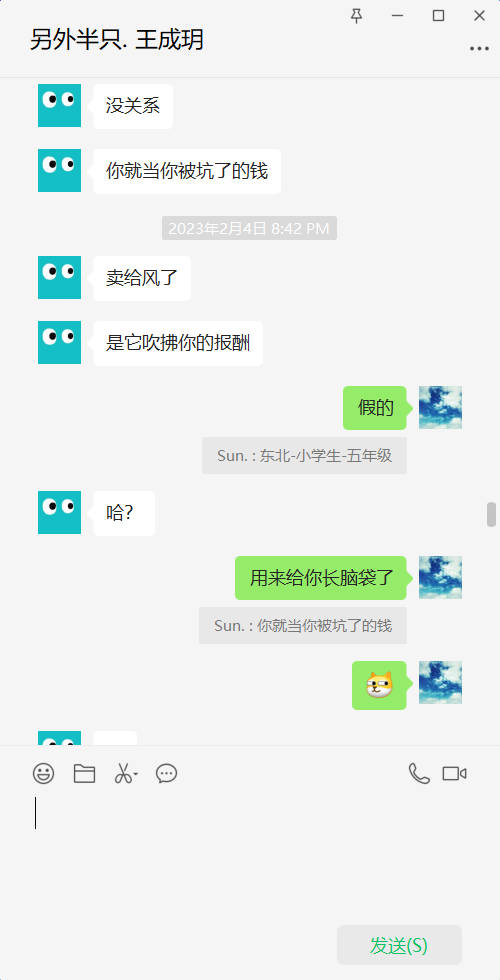 另外半只. 王成玥
没关系
你就当你被坑了的钱
2023年2月4日 8:42 PM
卖给风了
是它吹拂你的报酬
假的
Sun. : 东北-小学生-五年级
哈?
用来给你长脑袋了
Sun. : 你就当你被坑了的钱
发送(S)